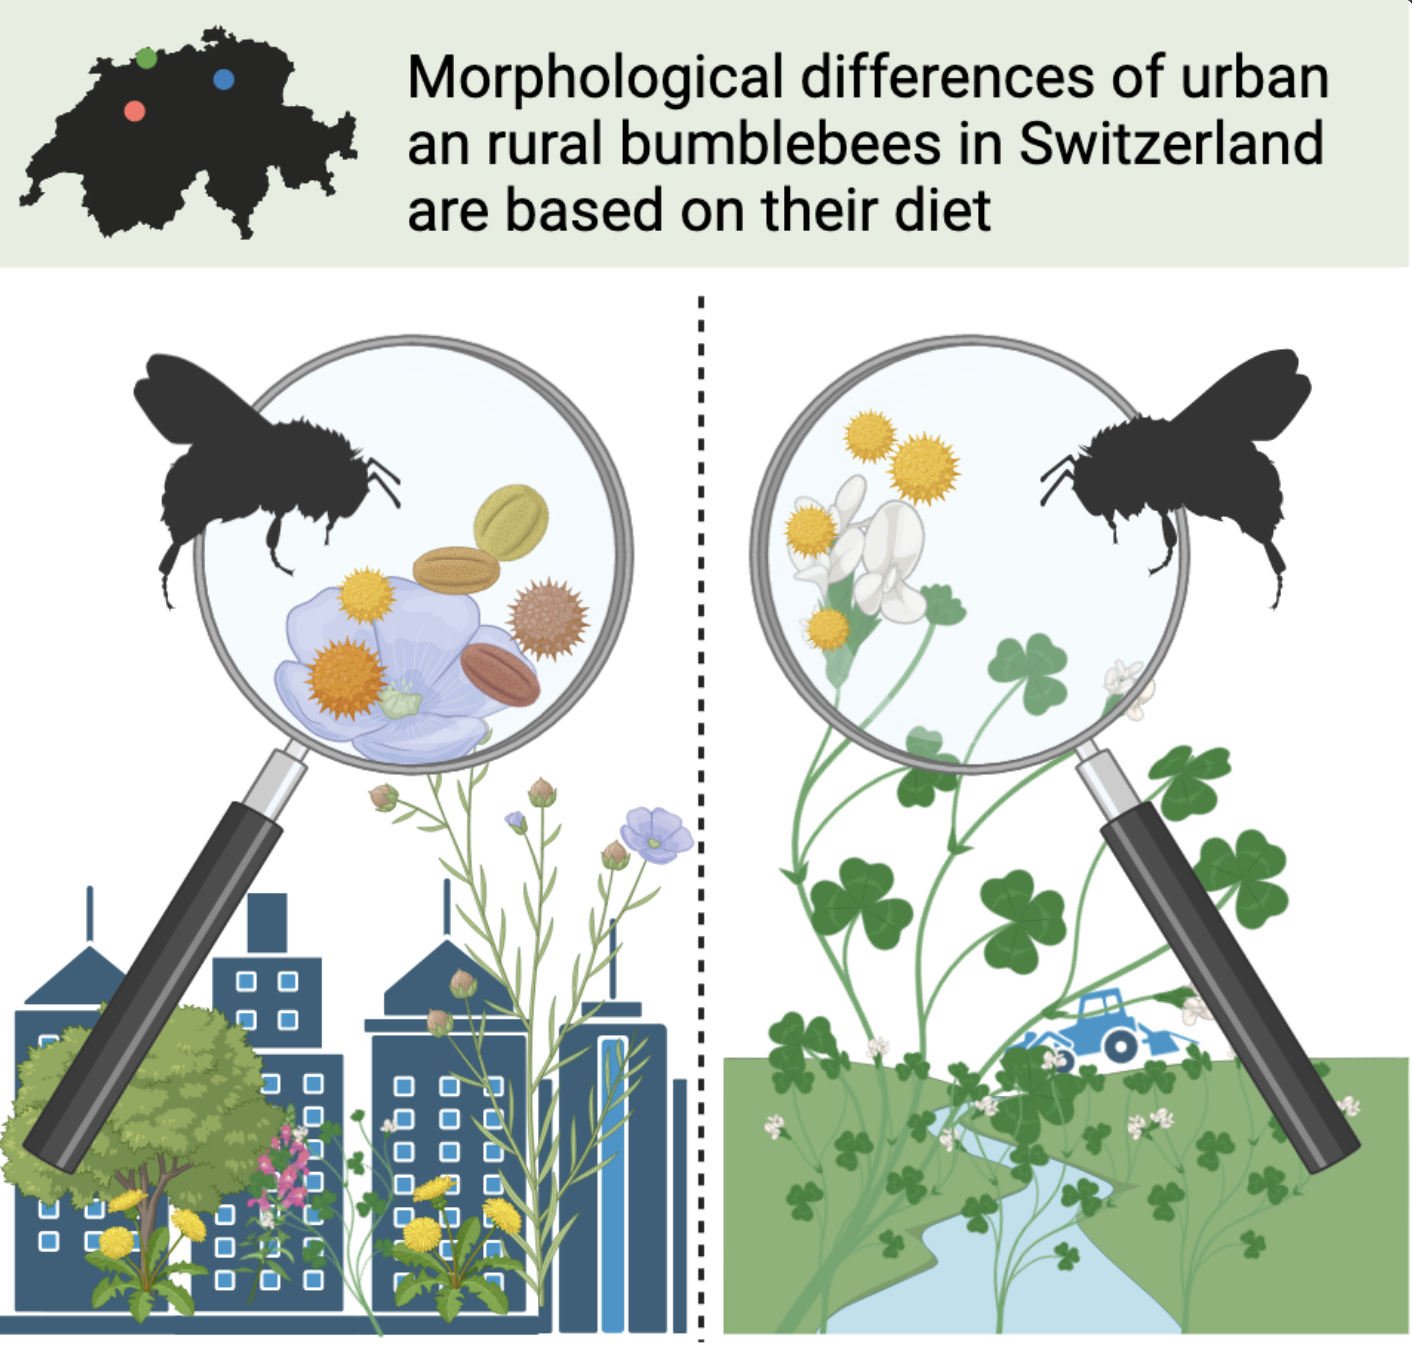 Morphological differences of urban
an rural bumblebees in Switzerland
are based on their diet